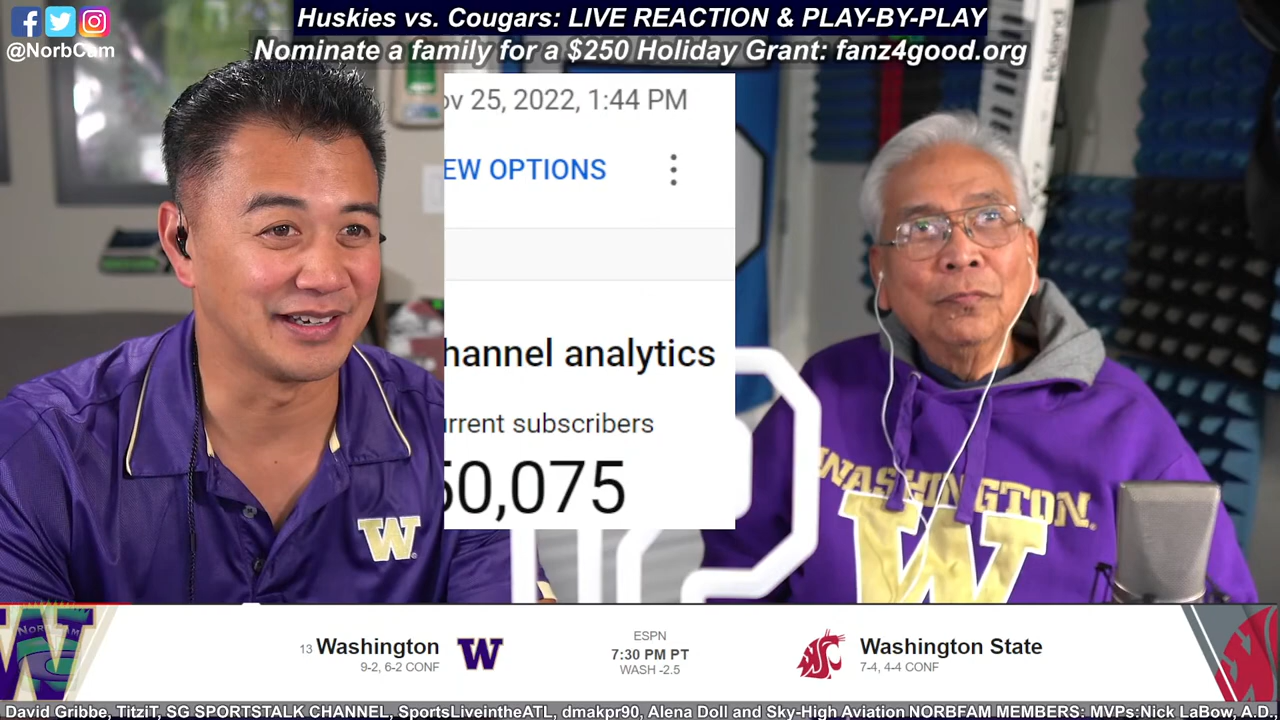 Huskies vs. Cougars: LIVE REACTION & PLAY-BY-PLAY
@NorbCam
Nominate a family for a $250 Holiday Grant: fanz4good.org
Roland
ov 25, 2022, 1:44 PM
EW OPTIONS
hannel analytics
urrent subscribers
50,075
WASHINGTON
W
W
NORBCAM
13 Washington
9-2, 6-2 CONF
W
ESPN
7:30 PM PT
WASH -2.5
Washington State
7-4, 4-4 CONF
David Gribbe, TitziT, SG SPORTSTALK CHANNEL, SportsLiveintheATL, dmakpr90, Alena Doll and Sky-High Aviation NORBFAM MEMBERS: MVPs:Nick LaBow, A.D.